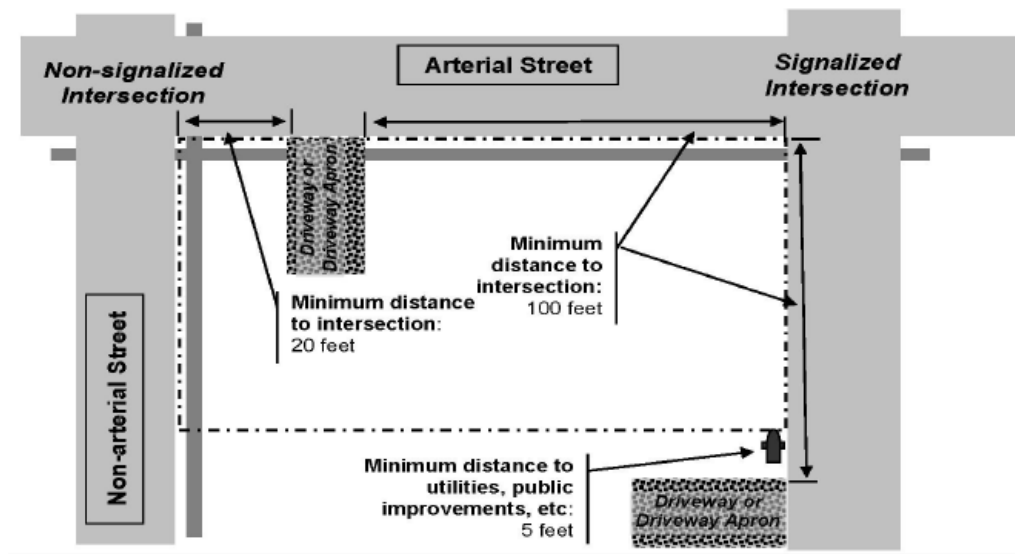 Non-signalized
Intersection
Arterial Street
Signalized
Intersection
Driveway or
Driveway Apron
Minimum distance
to intersection:
20 feet
Minimum
distance to
intersection:
100 feet
Non-arterial Street
Minimum distance to
utilities, public
improvements, etc:
5 feet
Driveway or
Driveway Apron